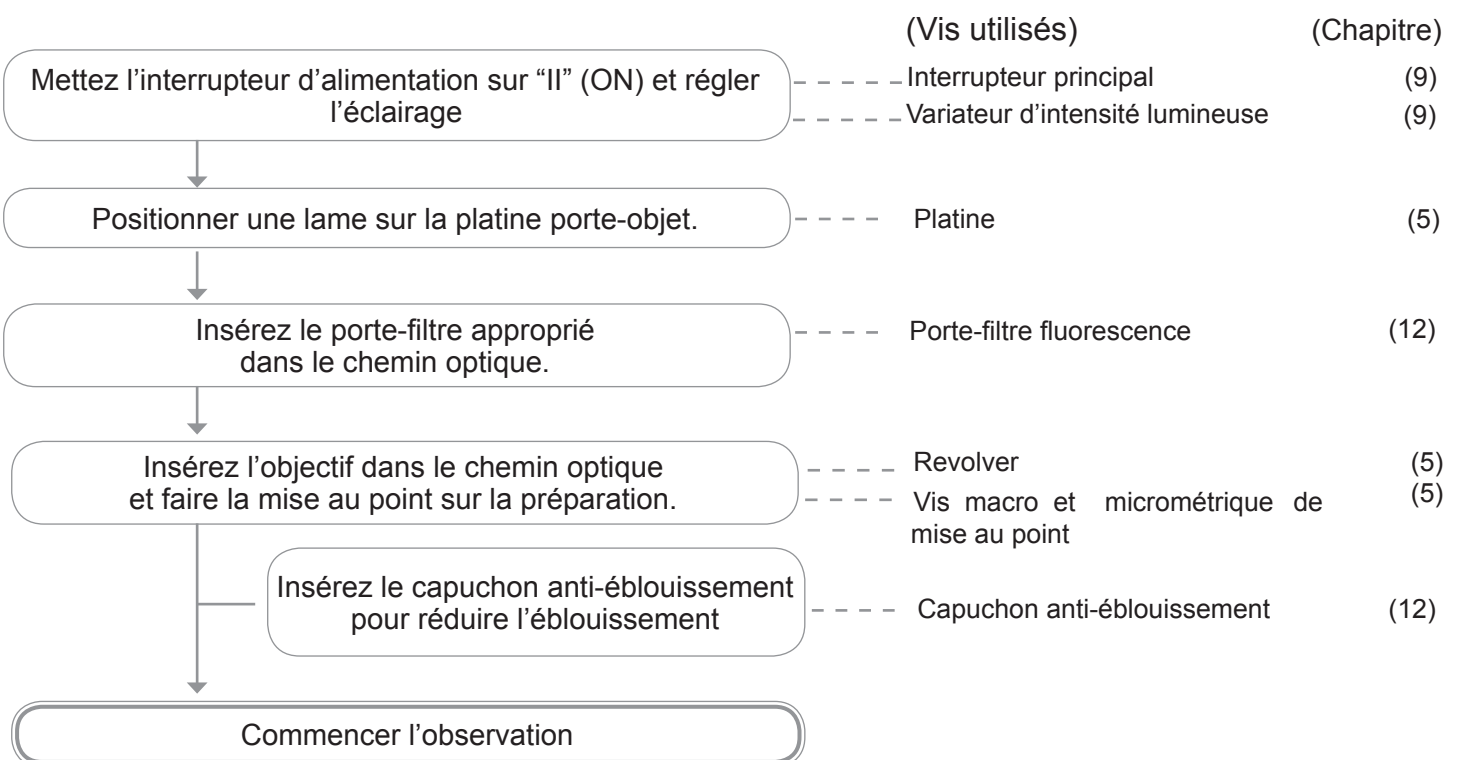 (Vis utilisés) (Chapitre)
Mettez l’interrupteur d’alimentation sur “II” (ON) et régler
l’éclairage
Interrupteur principal (9)
Variateur d’intensité lumineuse (9)
Positionner une lame sur la platine porte-objet.
Platine (5)
Insérez le porte-filtre approprié
dans le chemin optique.
Porte-filtre fluorescence (12)
Insérez l’objectif dans le chemin optique
et faire la mise au point sur la préparation.
Revolver (5)
Vis macro et micrométrique de (5)
mise au point
Insérez le capuchon anti-éblouissement
pour réduire l’éblouissement
Capuchon anti-éblouissement (12)
Commencer l’observation